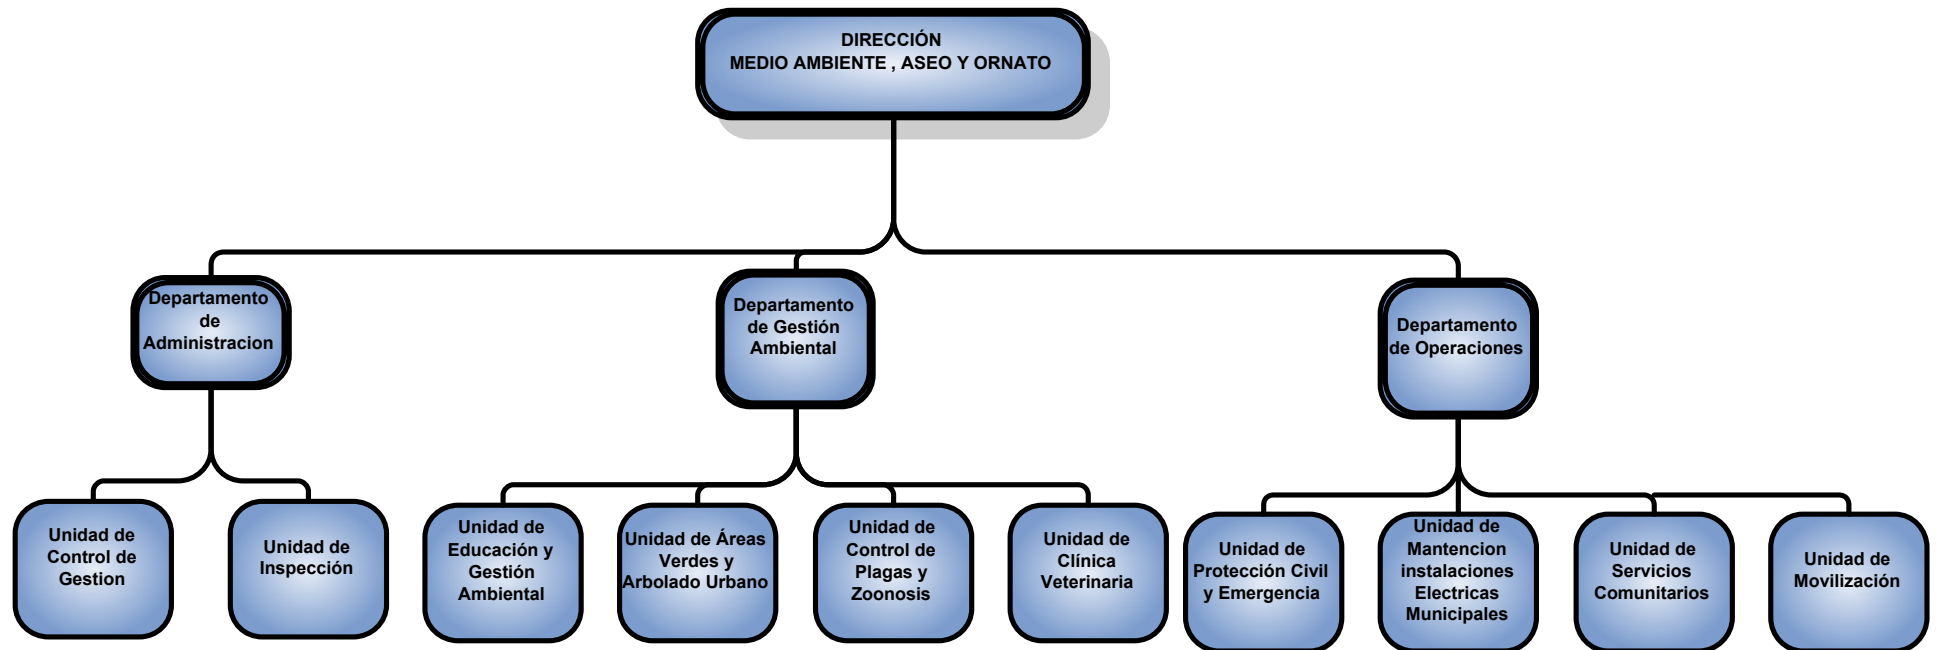 DIRECCIÓN
MEDIO AMBIENTE , ASEO Y ORNATO
Departamento
de
Administracion
Departamento
de Gestión
Ambiental
Departamento
de Operaciones
Unidad de
Control de
Gestion
Unidad de
Inspección
Unidad de
Educación y
Gestión
Ambiental
Unidad de Áreas
Verdes y
Arbolado Urbano
Unidad de
Control de
Plagas y
Zoonosis
Unidad de
Clínica
Veterinaria
Unidad de
Protección Civil
y Emergencia
Unidad de
Mantencion
instalaciones
Electricas
Municipales
Unidad de
Servicios
Comunitarios
Unidad de
Movilización